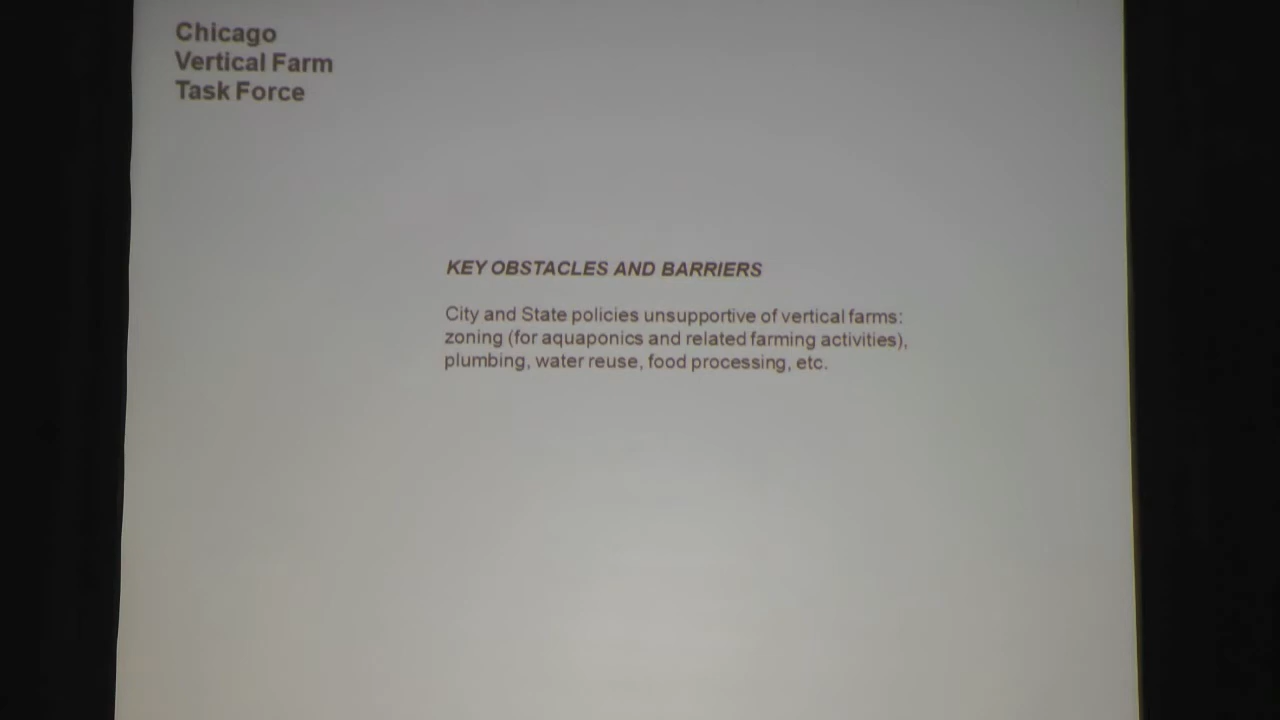 Chicago
Vertical Farm
Task Force
KEY OBSTACLES AND BARRIERS
City and State policies unsupportive of vertical farms:
zoning (for aquaponics and related farming activities),
plumbing, water reuse, food processing, etc.